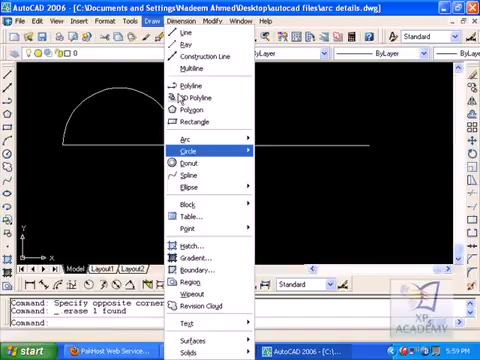 AutoCAD 2006 - [C:\Documents and Settings\Nadeem Ahmed\Desktop\autocad files\arc details.dwg]
File Edit View Insert Format Tools Draw Dimension Modify Window Help
0
ByLayer
ByLayer
Line
Ray
Construction Line
Multiline
Polyline
3D Polyline
Polygon
Rectangle
Arc
Circle
Donut
Spline
Ellipse
Block
Table...
Point
Hatch...
Gradient...
Boundary...
Region
Wipeout
Revision Cloud
Text
Surfaces
Solids
Y
X
Model Layout1 Layout2
Standard
Command: Specify opposite corner
Command: _.erase 1 found
Command:
XP
ACADEMY
start
PakHost Web Service...
AutoCAD 2006 - [C:\...
5:59 PM